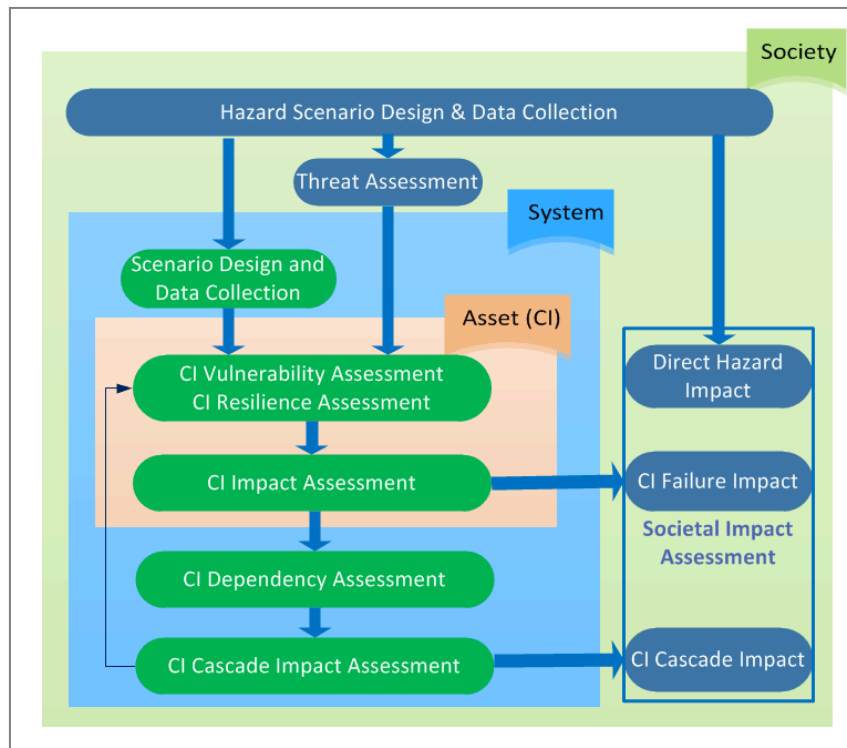 Society
Hazard Scenario Design & Data Collection
Threat Assessment
System
Scenario Design and
Data Collection
Asset (CI)
CI Vulnerability Assessment
CI Resilience Assessment
Direct Hazard
Impact
CI Impact Assessment
CI Failure Impact
Societal Impact
Assessment
CI Dependency Assessment
CI Cascade Impact Assessment
CI Cascade Impact